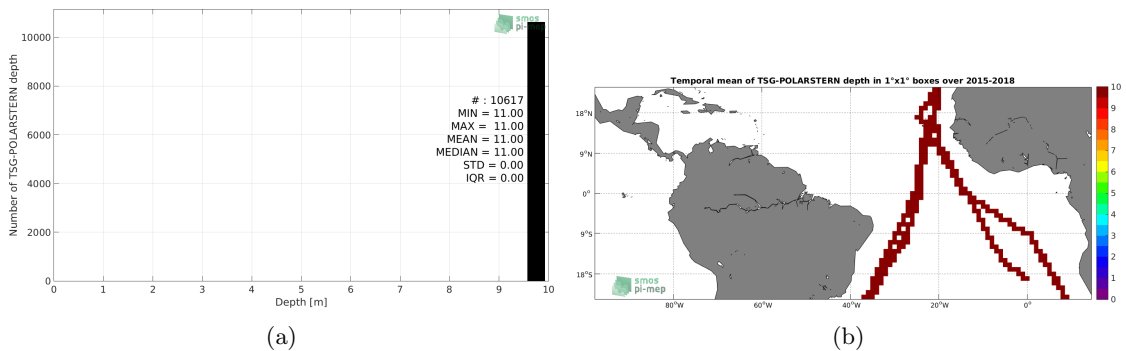 smos
pi-mep
10000
8000
6000
4000
2000
0
Number of TSG-POLARSTERN depth
# : 10617
MIN = 11.00
MAX = 11.00
MEAN = 11.00
MEDIAN = 11.00
STD = 0.00
IQR = 0.00
0 1 2 3 4 5 6 7 8 9 10
Depth [m]
(a)
Temporal mean of TSG-POLARSTERN depth in 1°x1° boxes over 2015-2018
18°N
9°N
0°
9°S
18°S
80°W 60°W 40°W 20°W 0°
10
9
8
7
6
5
4
3
2
1
0
smos
pi-mep
(b)